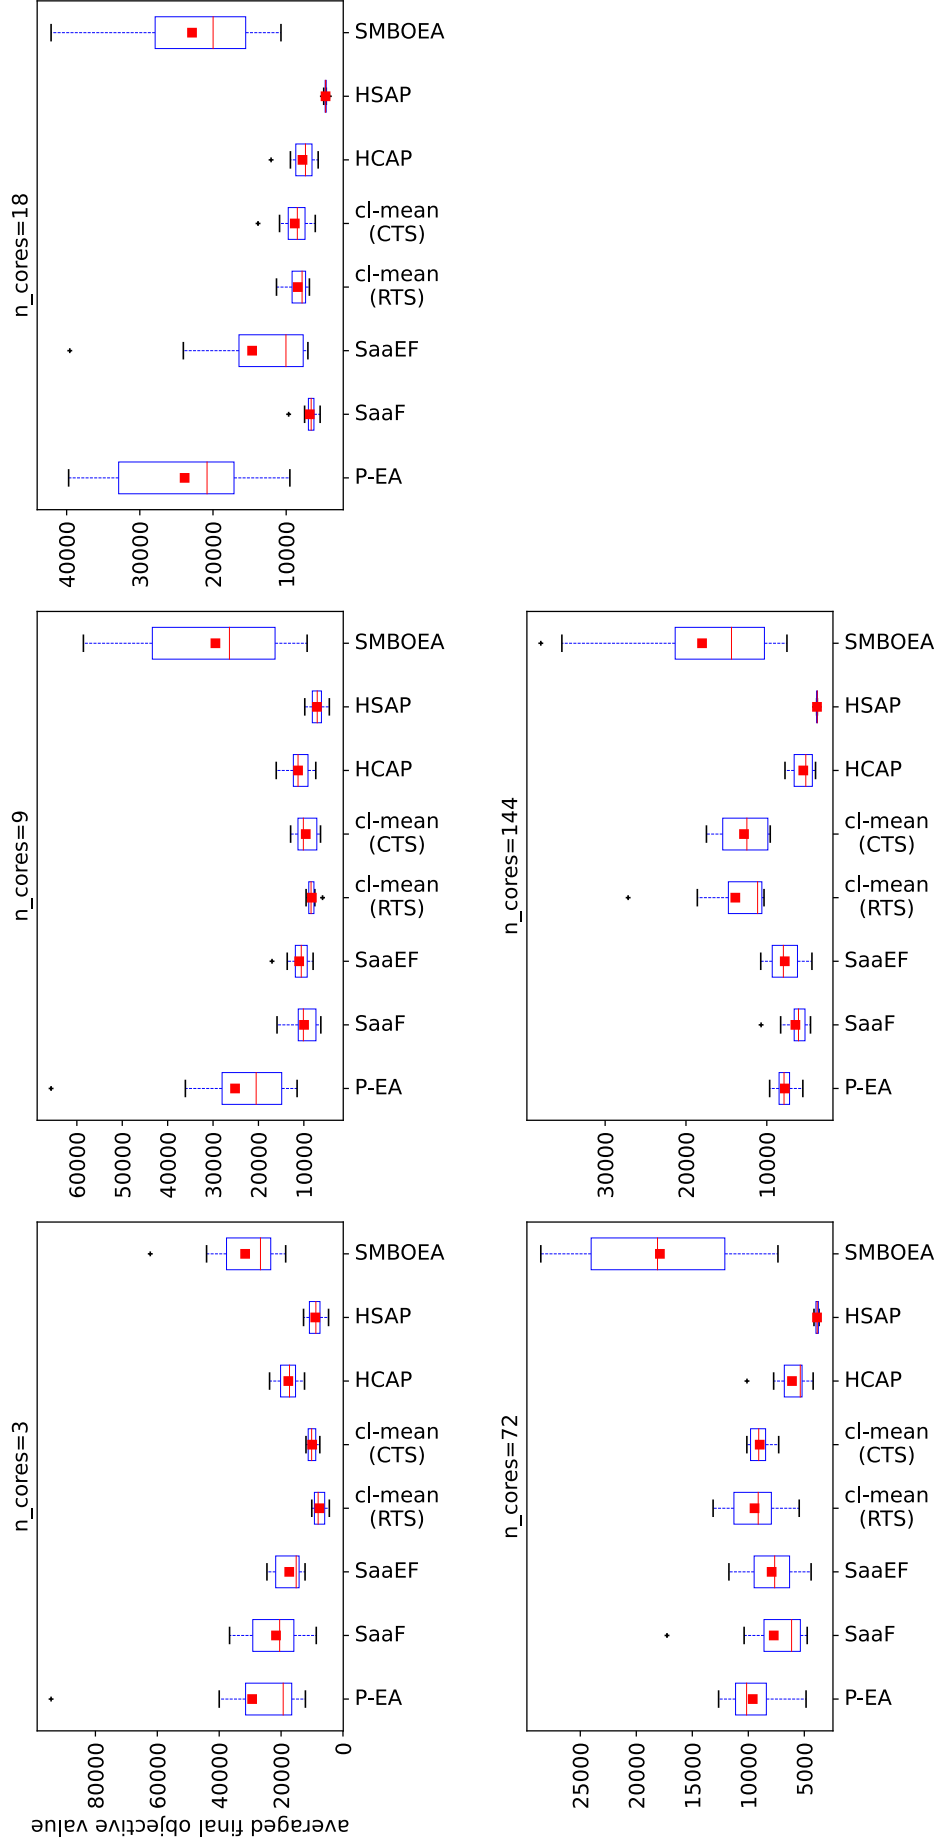 n_cores=3
averaged final objective value
80000
60000
40000
20000
0
P-EA
SaaF
SaaEF
cl-mean
(RTS)
cl-mean
(CTS)
HCAP
HSAP
SMBOEA
n_cores=9
60000
50000
40000
30000
20000
10000
P-EA
SaaF
SaaEF
cl-mean
(RTS)
cl-mean
(CTS)
HCAP
HSAP
SMBOEA
n_cores=18
40000
30000
20000
10000
P-EA
SaaF
SaaEF
cl-mean
(RTS)
cl-mean
(CTS)
HCAP
HSAP
SMBOEA
n_cores=72
25000
20000
15000
10000
5000
P-EA
SaaF
SaaEF
cl-mean
(RTS)
cl-mean
(CTS)
HCAP
HSAP
SMBOEA
n_cores=144
30000
20000
10000
P-EA
SaaF
SaaEF
cl-mean
(RTS)
cl-mean
(CTS)
HCAP
HSAP
SMBOEA